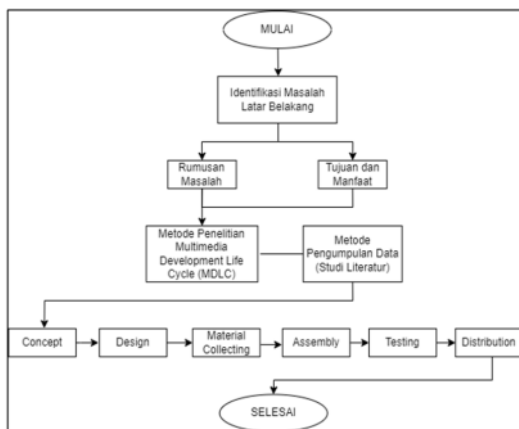 MULAI
Identifikasi Masalah
Latar Belakang
Rumusan
Masalah
Tujuan dan
Manfaat
Metode Penelitian
Multimedia
Development Life
Cycle (MDLC)
Metode
Pengumpulan Data
(Studi Literatur)
Concept
Design
Material
Collecting
Assembly
Testing
Distribution
SELESAI